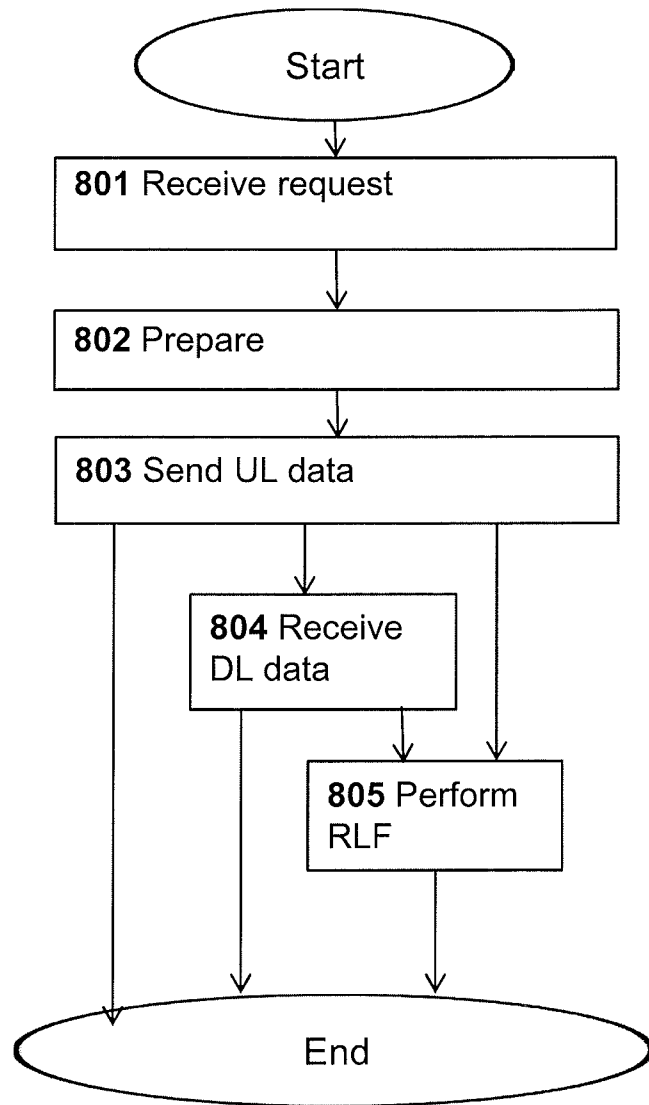 Start
801 Receive request
802 Prepare
803 Send UL data
804 Receive
DL data
805 Perform
RLF
End